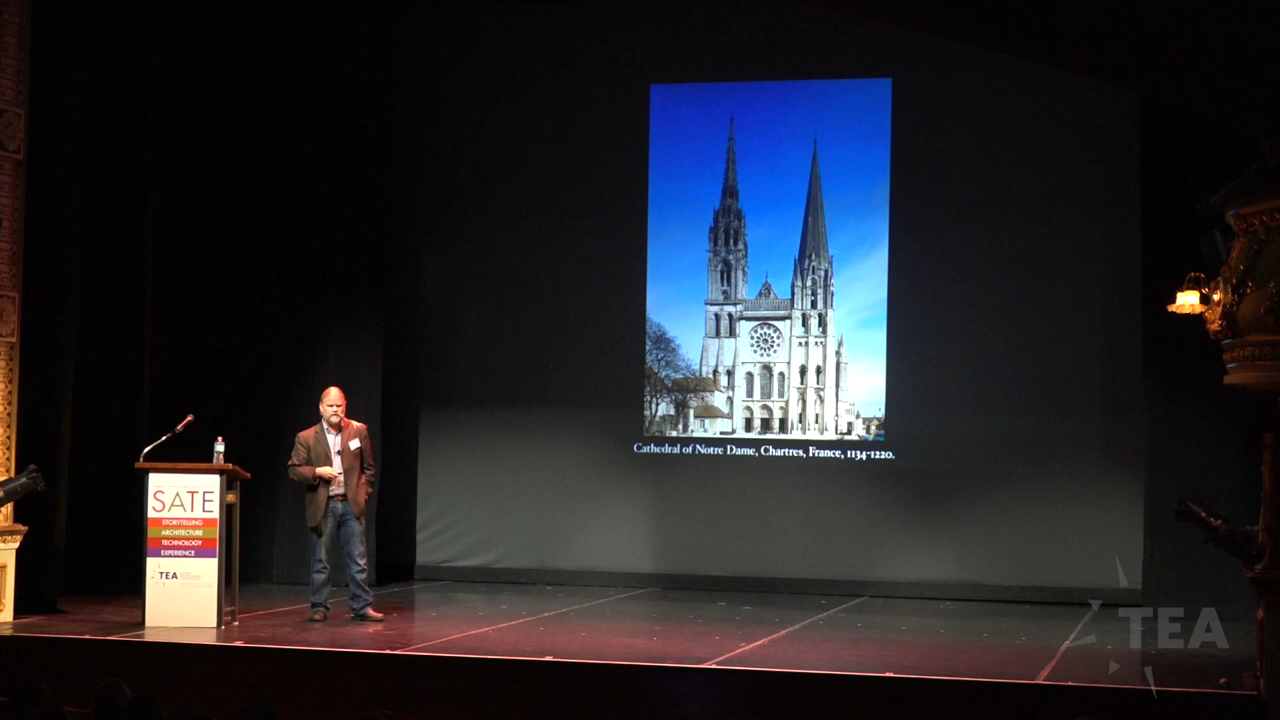 Cathedral of Notre Dame, Chartres, France, 1134-1220.
SATE
STORYTELLING
ARCHITECTURE
TECHNOLOGY
EXPERIENCE
TEA
TEA